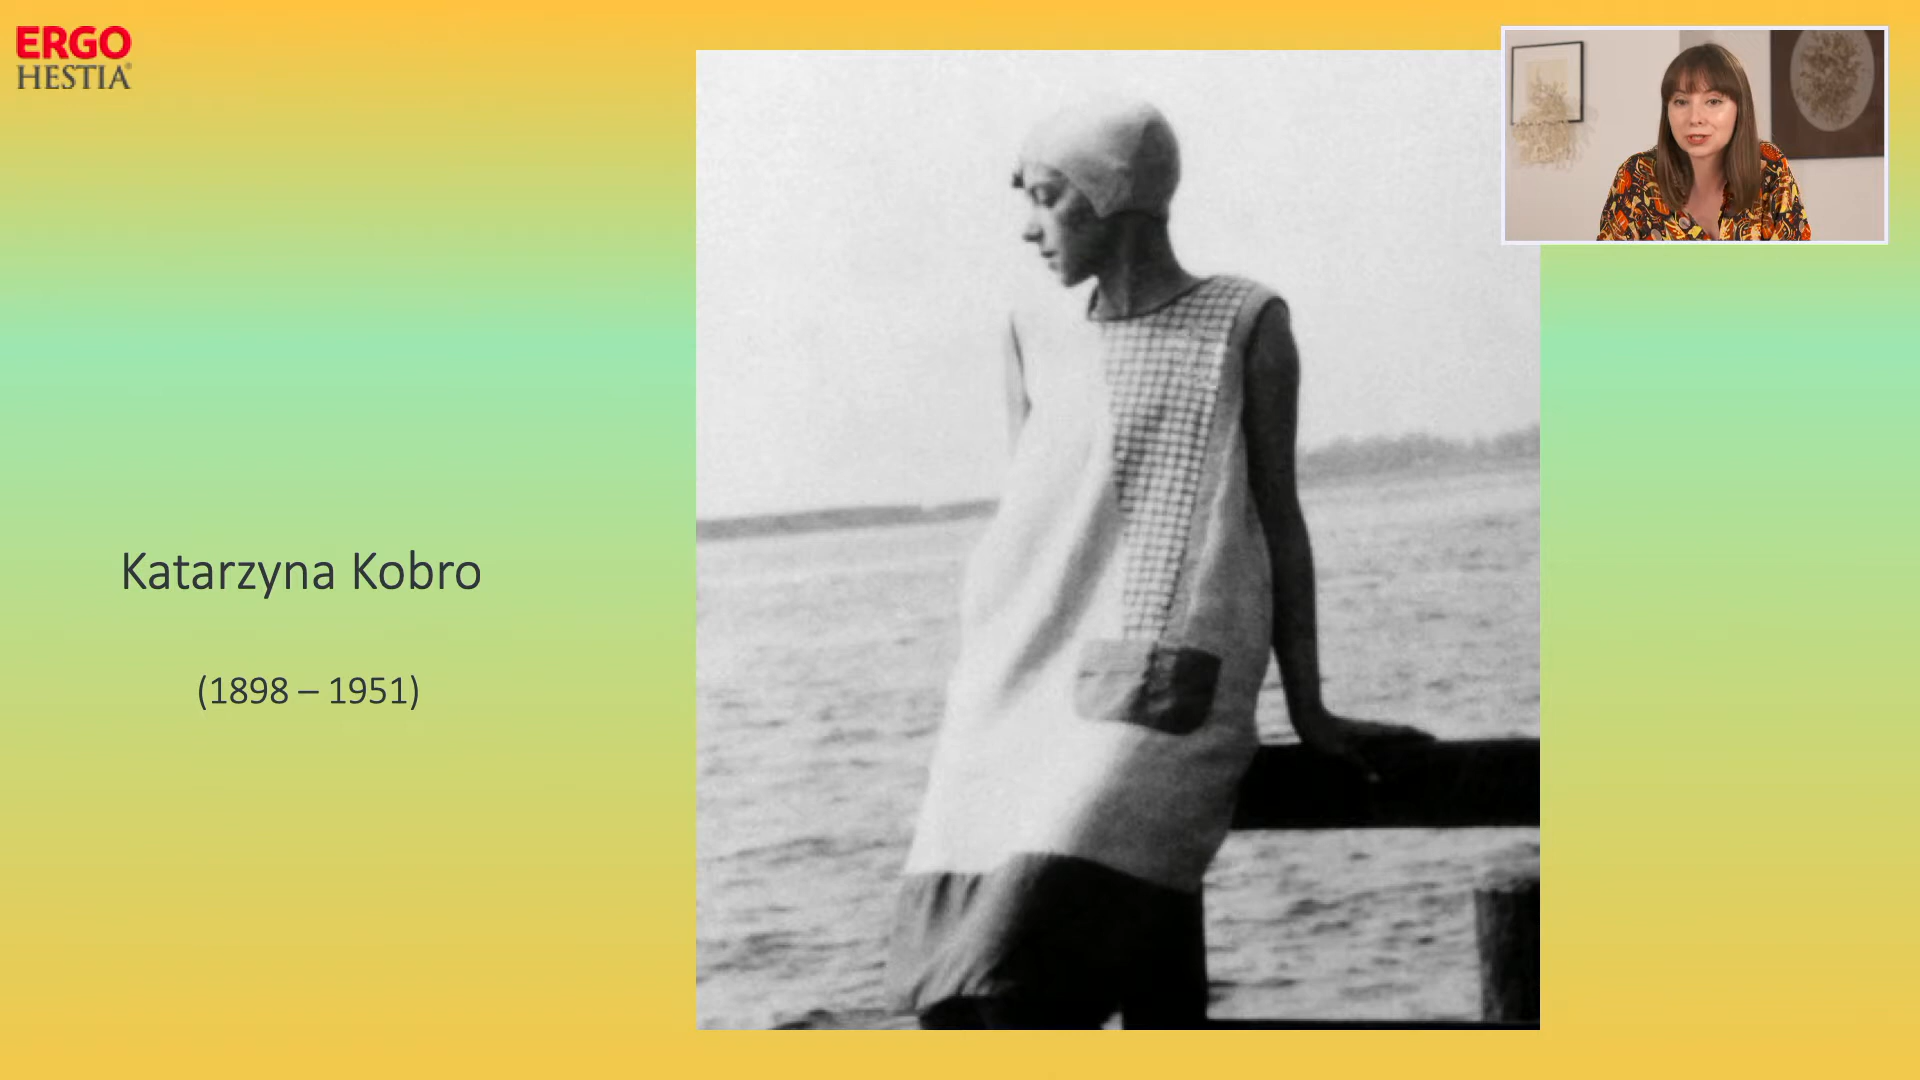 ERGO
HESTIA®
Katarzyna Kobro
(1898 – 1951)